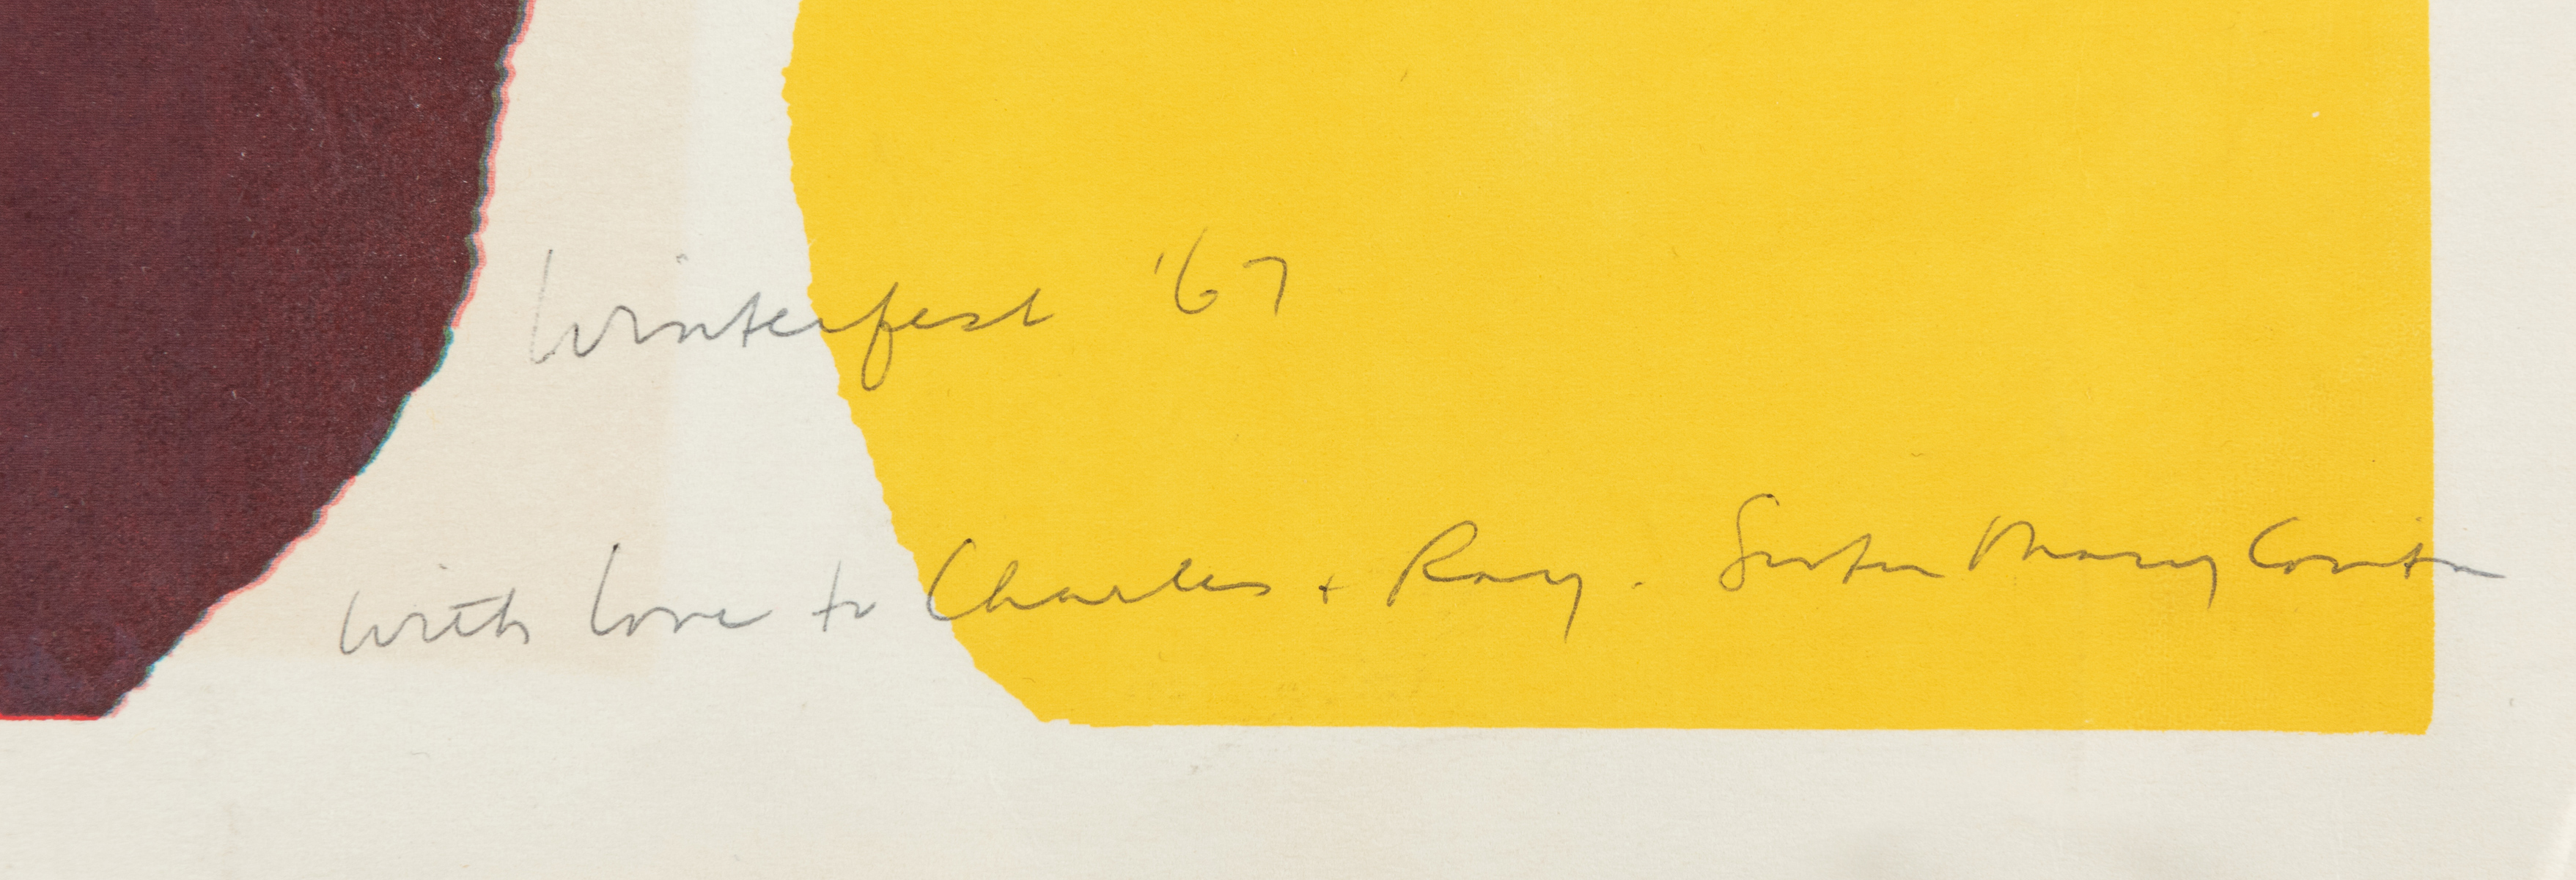 Winterfest '67
with love to Charles + Ray. Sister Mary Corita